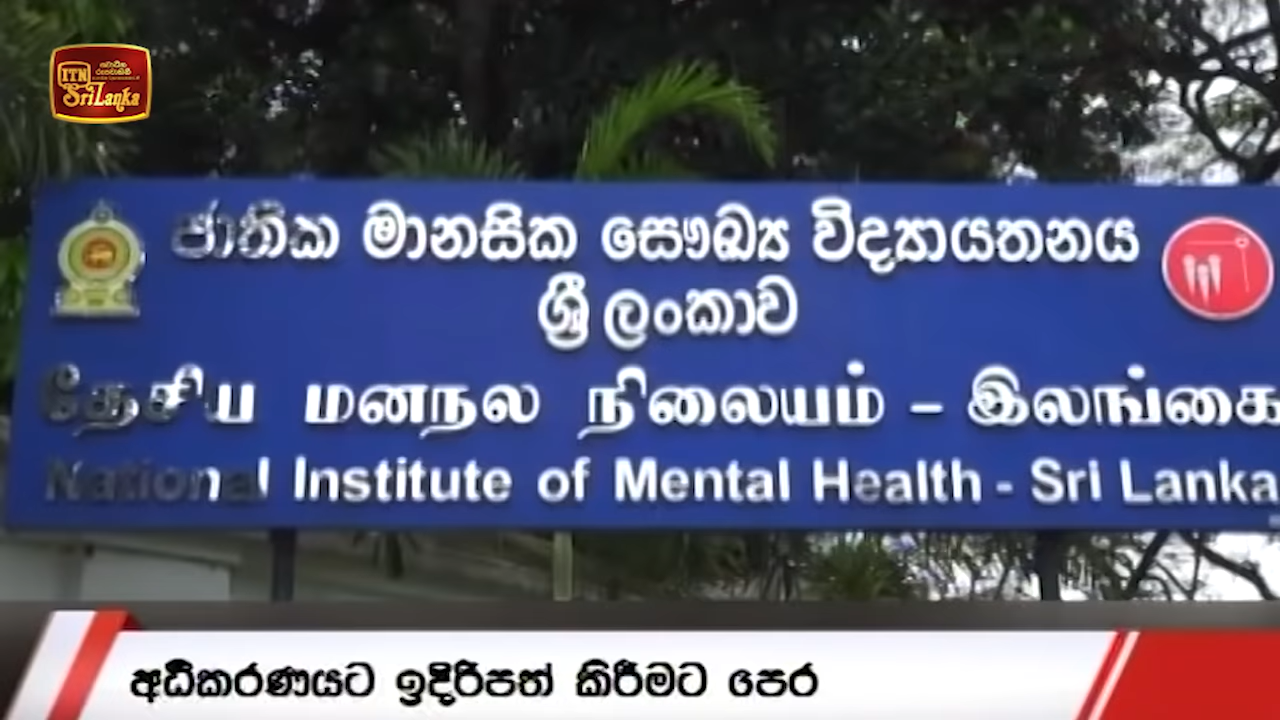 ITN
ස්වාධීන
රූපවාහිනී
Sri Lanka
ජාතික මානසික සෞඛ්‍ය විද්‍යායතනය
ශ්‍රී ලංකාව
தேசிய மனநல நிலையம் – இலங்கை
National Institute of Mental Health - Sri Lanka
අධිකරණයට ඉදිරිපත් කිරීමට පෙර